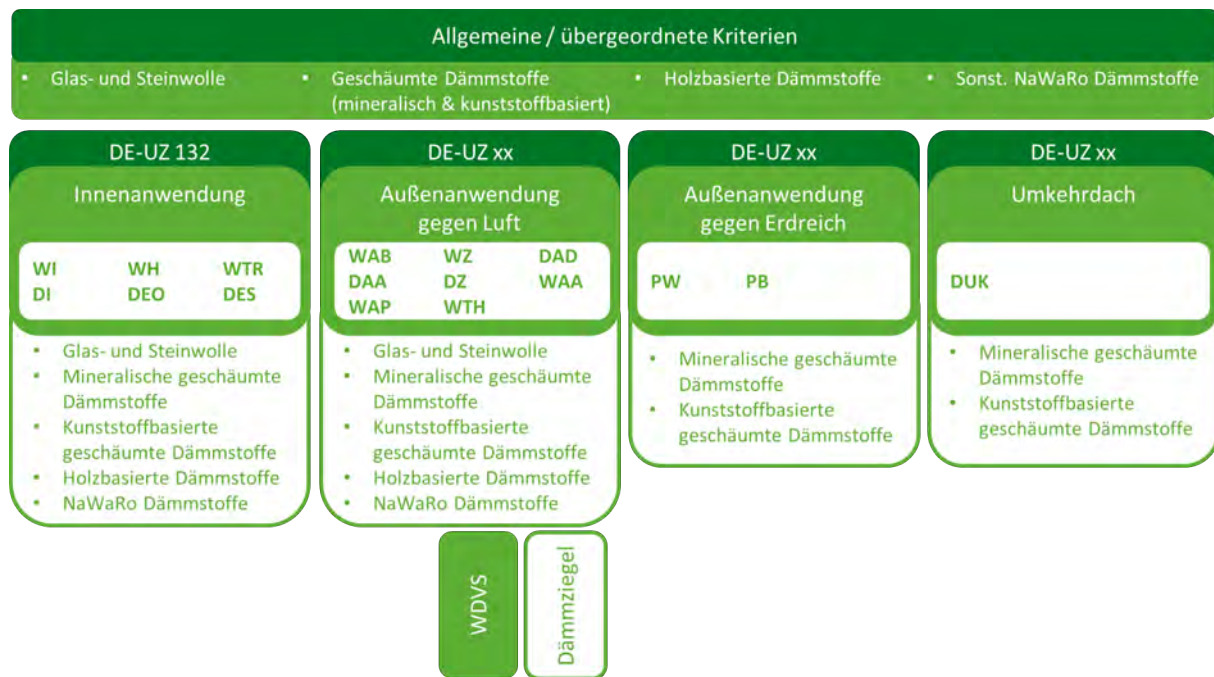 Allgemeine / übergeordnete Kriterien
• Glas- und Steinwolle
• Geschäumte Dämmstoffe
(mineralisch & kunststoffbasiert)
• Holzbasierte Dämmstoffe
• Sonst. NaWaRo Dämmstoffe
DE-UZ 132
Innenanwendung
WI WH WTR
DI DEO DES
• Glas- und Steinwolle
• Mineralische geschäumte
Dämmstoffe
• Kunststoffbasierte
geschäumte Dämmstoffe
• Holzbasierte Dämmstoffe
• NaWaRo Dämmstoffe
DE-UZ xx
Außenanwendung
gegen Luft
WAB WZ DAD
DAA DZ WAA
WAP WTH
• Glas- und Steinwolle
• Mineralische geschäumte
Dämmstoffe
• Kunststoffbasierte
geschäumte Dämmstoffe
• Holzbasierte Dämmstoffe
• NaWaRo Dämmstoffe
DE-UZ xx
Außenanwendung
gegen Erdreich
PW PB
• Mineralische geschäumte
Dämmstoffe
• Kunststoffbasierte
geschäumte Dämmstoffe
DE-UZ xx
Umkehrdach
DUK
• Mineralische geschäumte
Dämmstoffe
• Kunststoffbasierte
geschäumte Dämmstoffe
WDVS
Dämmziegel